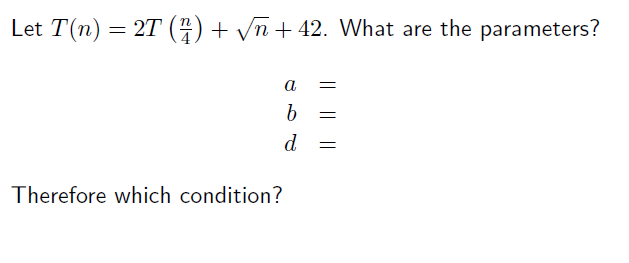 Let T(n) = 2T (n/4) + √n + 42. What are the parameters?
a =
b =
d =
Therefore which condition?